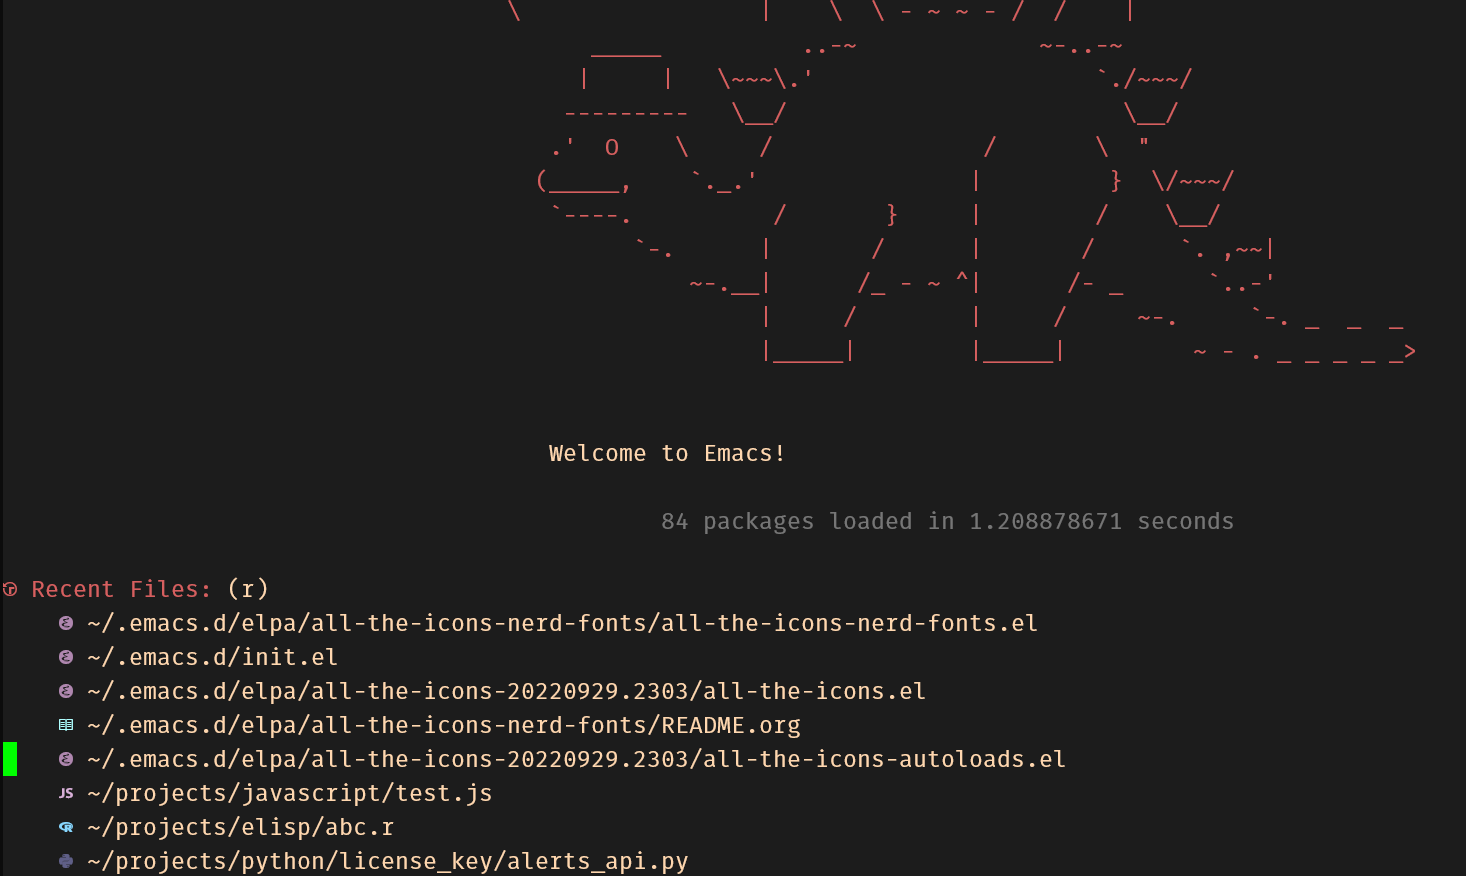 Welcome to Emacs!
84 packages loaded in 1.208878671 seconds
Recent Files: (r)
~/.emacs.d/elpa/all-the-icons-nerd-fonts/all-the-icons-nerd-fonts.el
~/.emacs.d/init.el
~/.emacs.d/elpa/all-the-icons-20220929.2303/all-the-icons.el
~/.emacs.d/elpa/all-the-icons-nerd-fonts/README.org
~/.emacs.d/elpa/all-the-icons-20220929.2303/all-the-icons-autoloads.el
JS ~/projects/javascript/test.js
R ~/projects/elisp/abc.r
~/projects/python/license_key/alerts_api.py